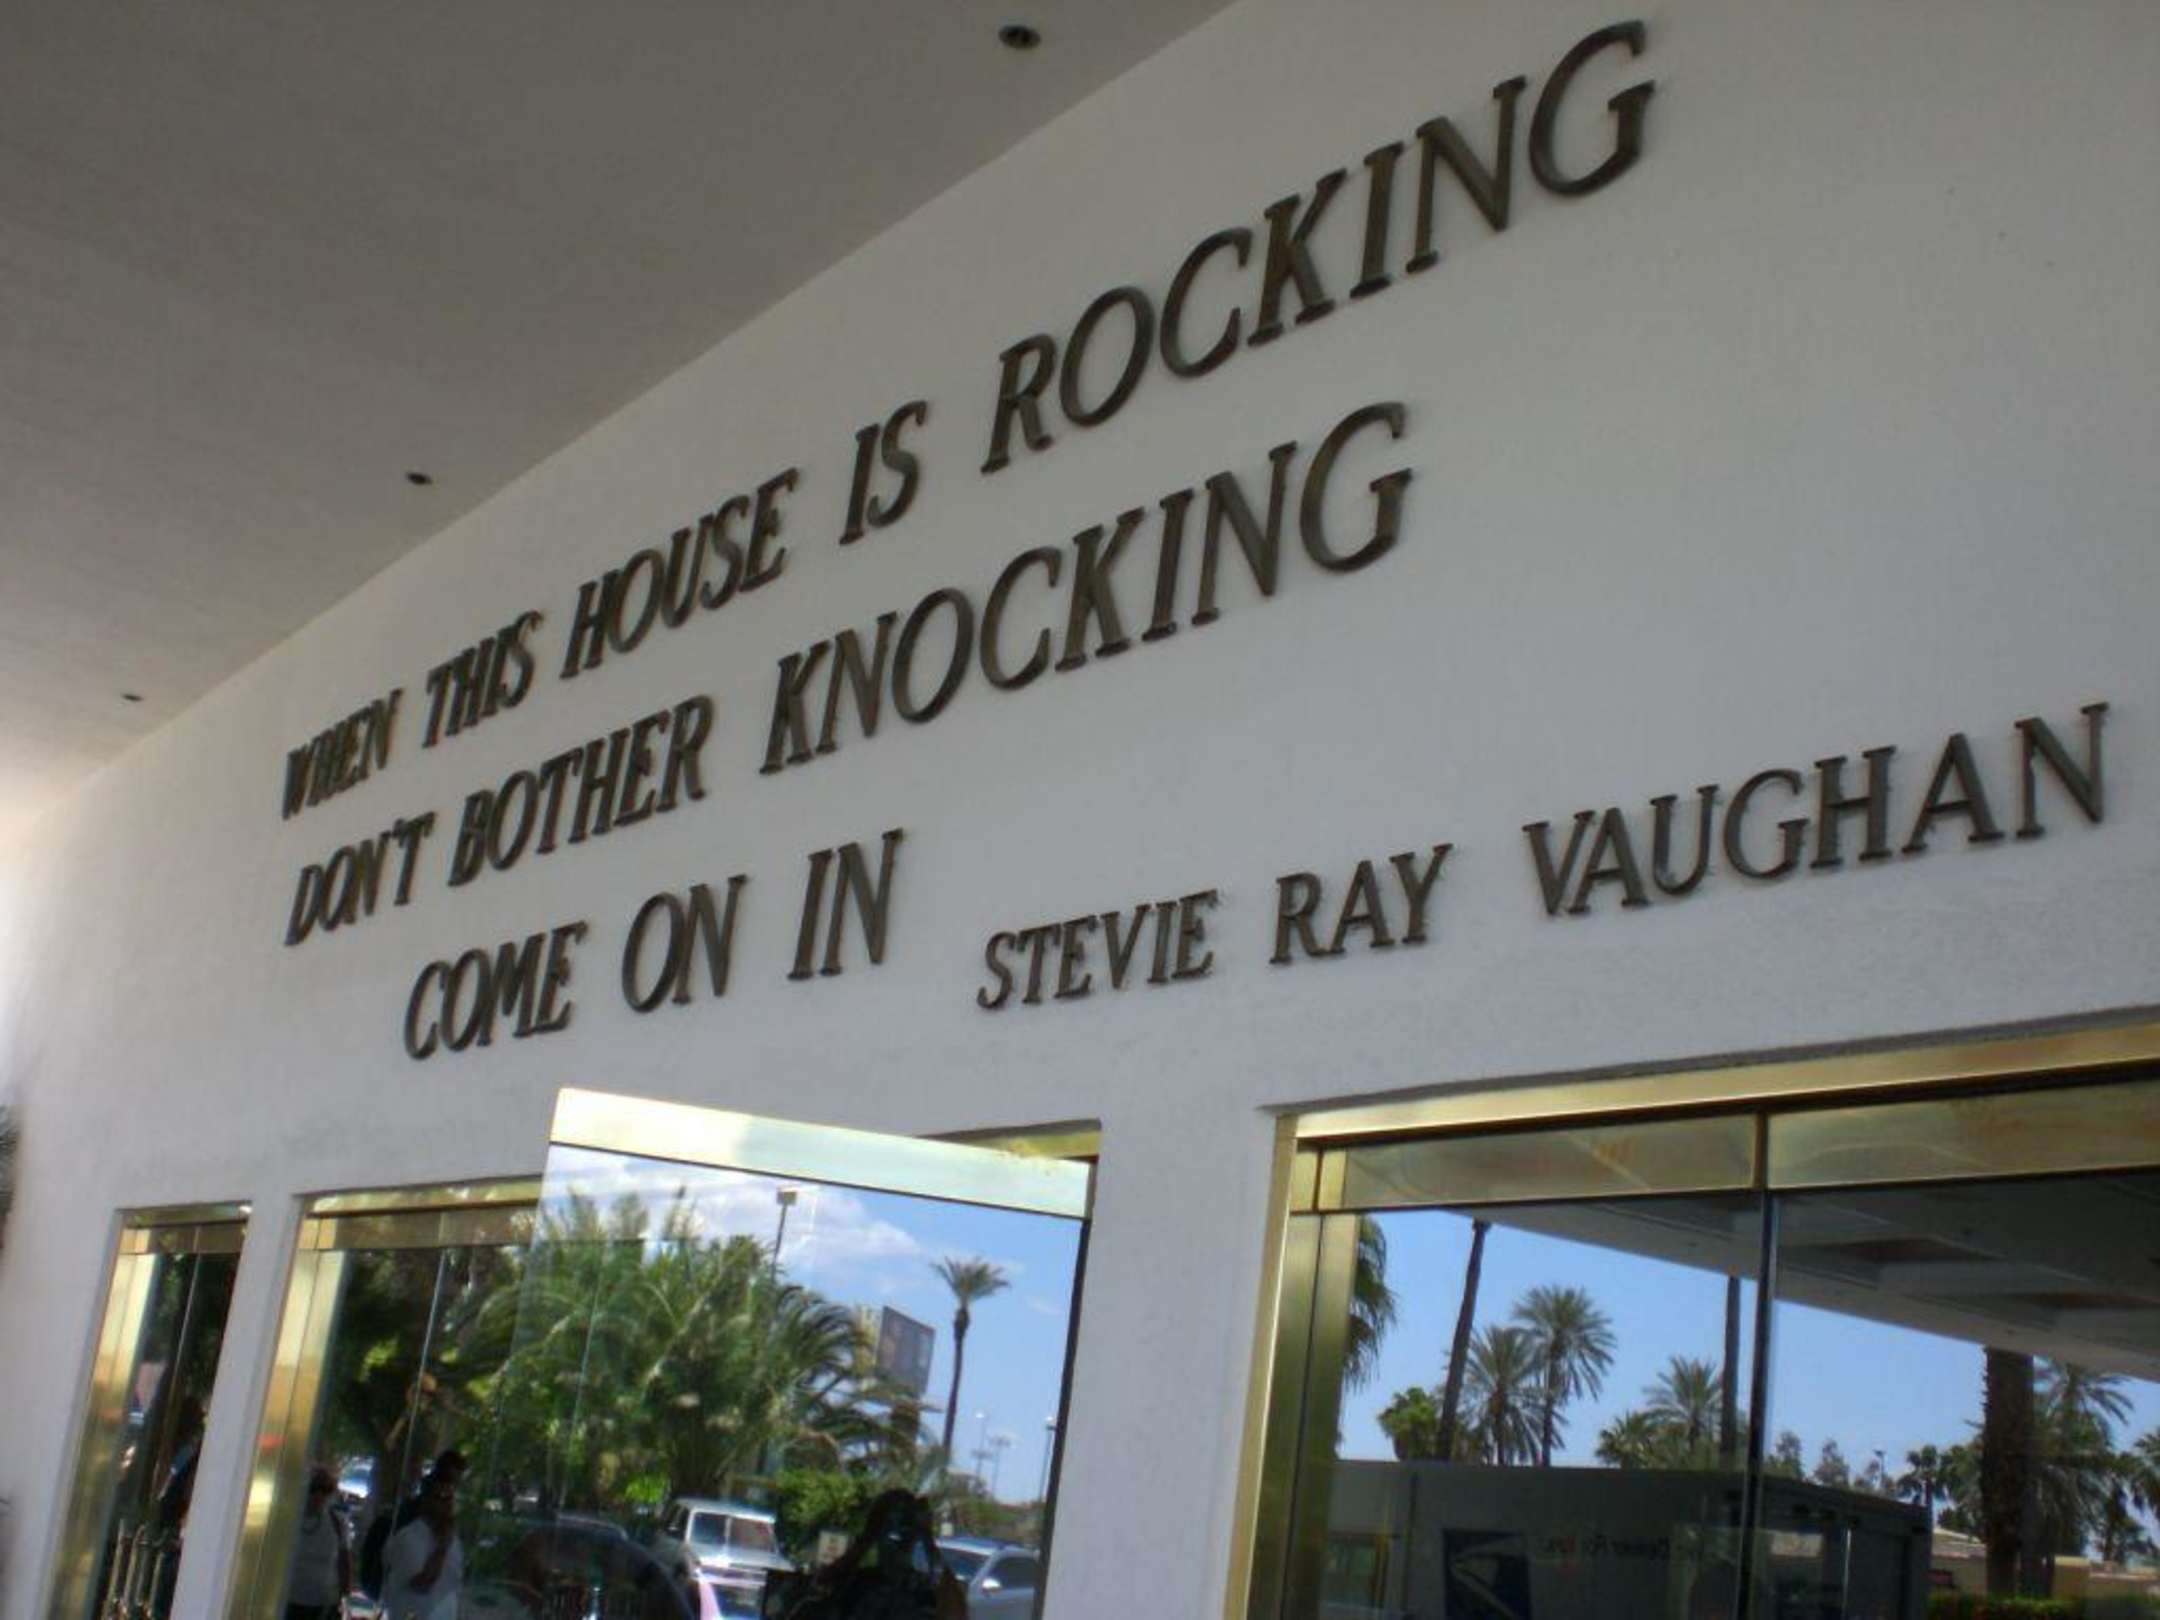 WHEN THIS HOUSE IS ROCKING
DON'T BOTHER KNOCKING
COME ON IN
STEVIE RAY VAUGHAN